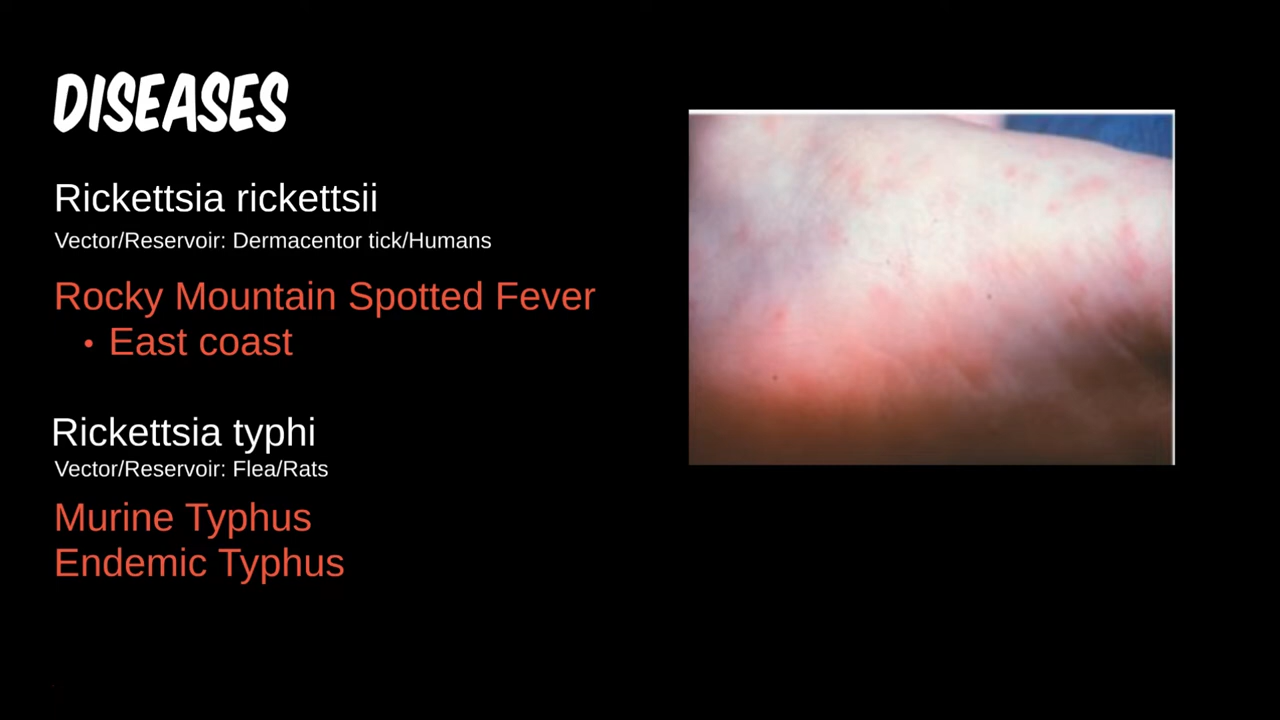 DISEASES
Rickettsia rickettsii
Vector/Reservoir: Dermacentor tick/Humans
Rocky Mountain Spotted Fever
• East coast
Rickettsia typhi
Vector/Reservoir: Flea/Rats
Murine Typhus
Endemic Typhus